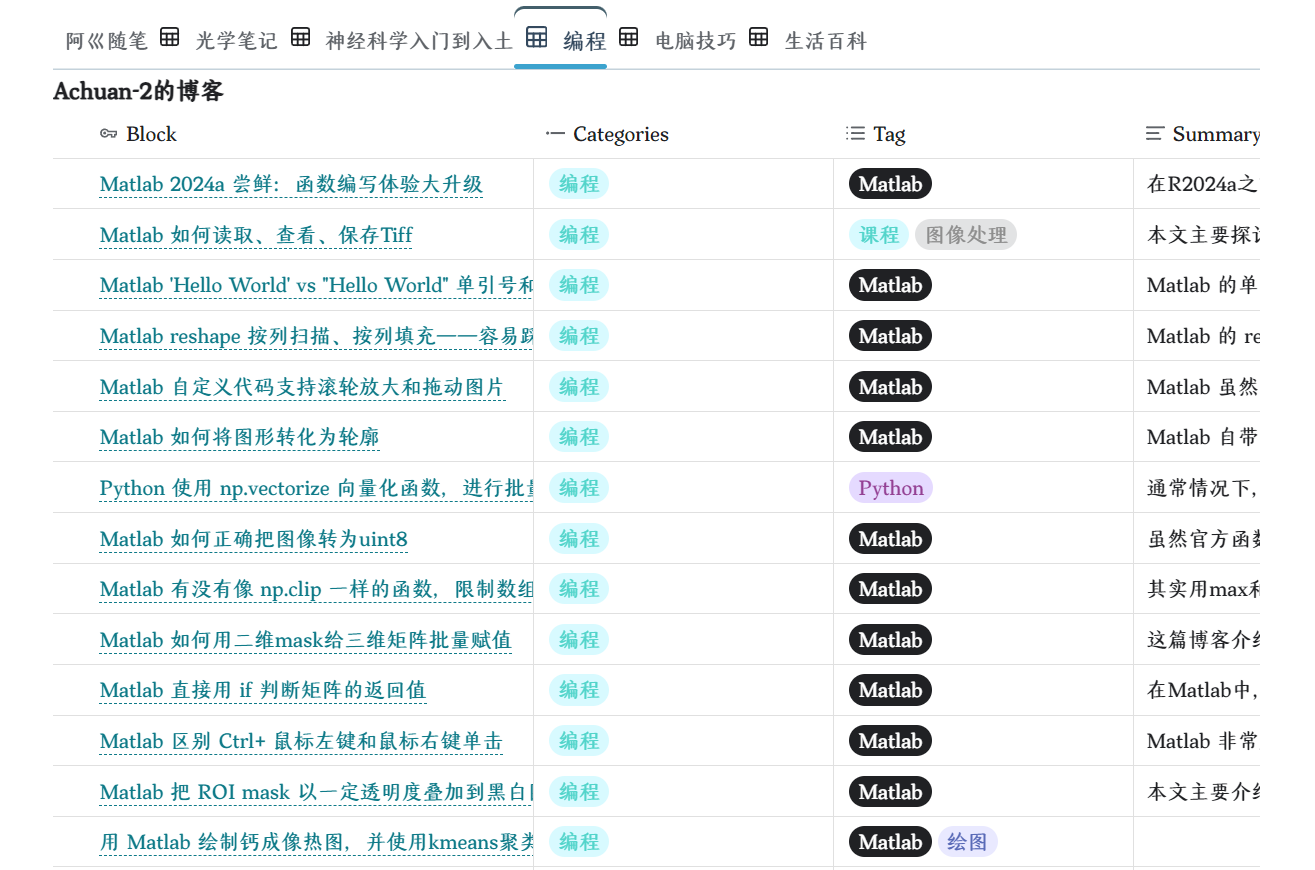 阿巛随笔 光学笔记 神经科学入门到入土 编程 电脑技巧 生活百科
Achuan-2的博客
Block Categories Tag Summary
Matlab 2024a 尝鲜：函数编写体验大升级 编程 Matlab 在R2024a之
Matlab 如何读取、查看、保存Tiff 编程 课程 图像处理 本文主要探
Matlab 'Hello World' vs "Hello World" 单引号和 编程 Matlab Matlab 的单
Matlab reshape 按列扫描、按列填充——容易踩 编程 Matlab Matlab 的 re
Matlab 自定义代码支持滚轮放大和拖动图片 编程 Matlab Matlab 虽然
Matlab 如何将图形转化为轮廓 编程 Matlab Matlab 自带
Python 使用 np.vectorize 向量化函数，进行批量 编程 Python 通常情况下,
Matlab 如何正确把图像转为uint8 编程 Matlab 虽然官方函数
Matlab 有没有像 np.clip 一样的函数，限制数组 编程 Matlab 其实用max和
Matlab 如何用二维mask给三维矩阵批量赋值 编程 Matlab 这篇博客介绍
Matlab 直接用 if 判断矩阵的返回值 编程 Matlab 在Matlab中,
Matlab 区别 Ctrl+ 鼠标左键和鼠标右键单击 编程 Matlab Matlab 非常
Matlab 把 ROI mask 以一定透明度叠加到黑白 编程 Matlab 本文主要介绍
用 Matlab 绘制钙成像热图，并使用kmeans聚类 编程 Matlab 绘图